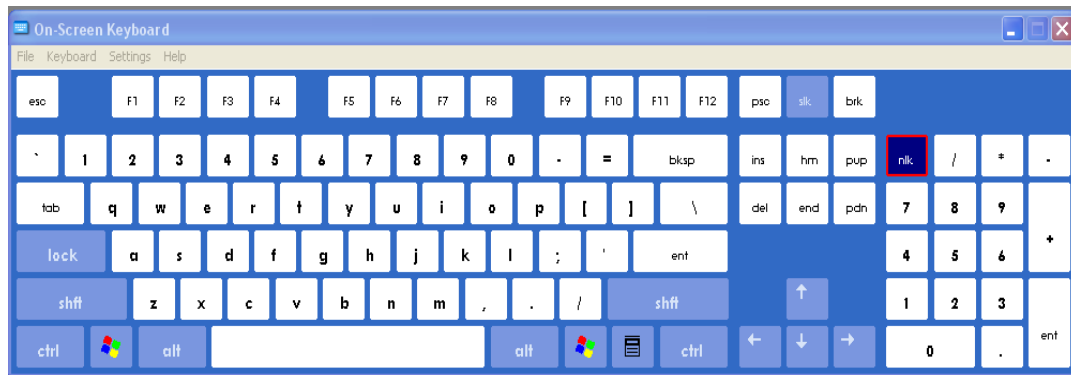 On-Screen Keyboard
File Keyboard Settings Help
esc F1 F2 F3 F4 F5 F6 F7 F8 F9 F10 F11 F12 psc slk brk
` 1 2 3 4 5 6 7 8 9 0 - = bksp ins hm pup nlk / * -
tab q w e r t y u i o p [ ] \ del end pdn 7 8 9 +
lock a s d f g h j k l ; ' ent 4 5 6
shft z x c v b n m , . / shft ↑ 1 2 3 ent
ctrl alt alt ctrl ← ↓ → 0 .